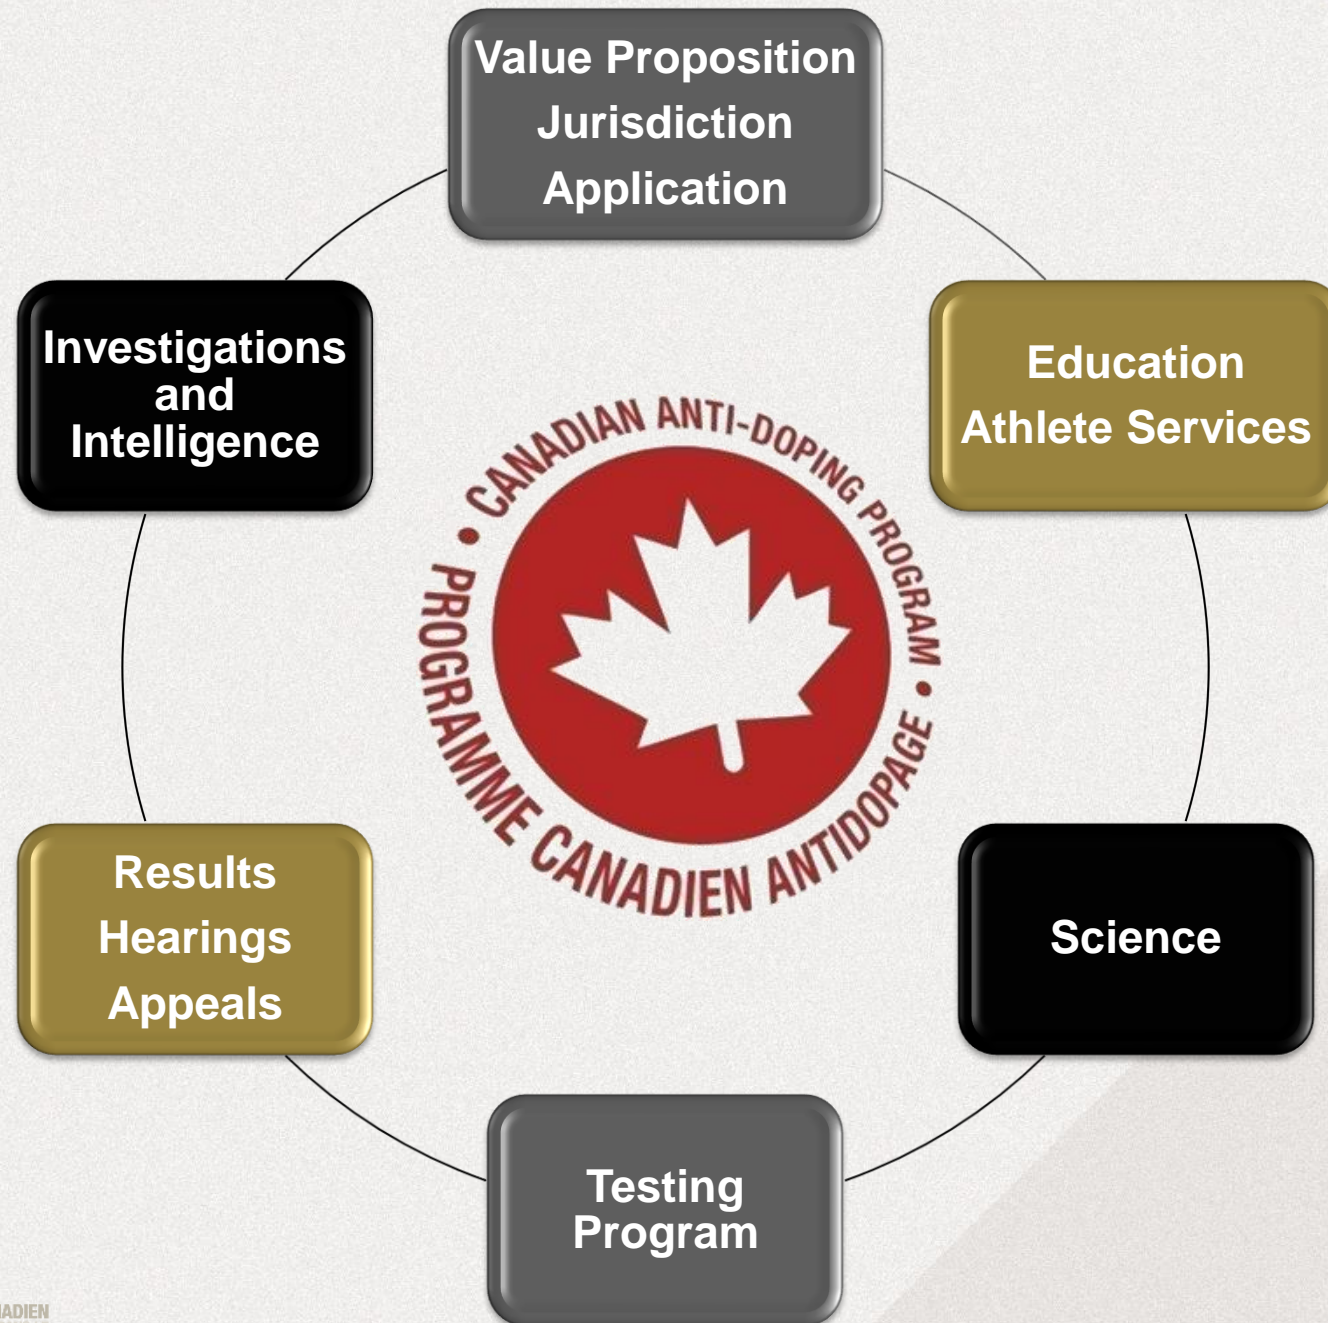 Value Proposition
Jurisdiction
Application
Education
Athlete Services
Science
Testing
Program
Results
Hearings
Appeals
Investigations
and
Intelligence
• CANADIAN ANTI-DOPING PROGRAM •
PROGRAMME CANADIEN ANTIDOPAGE